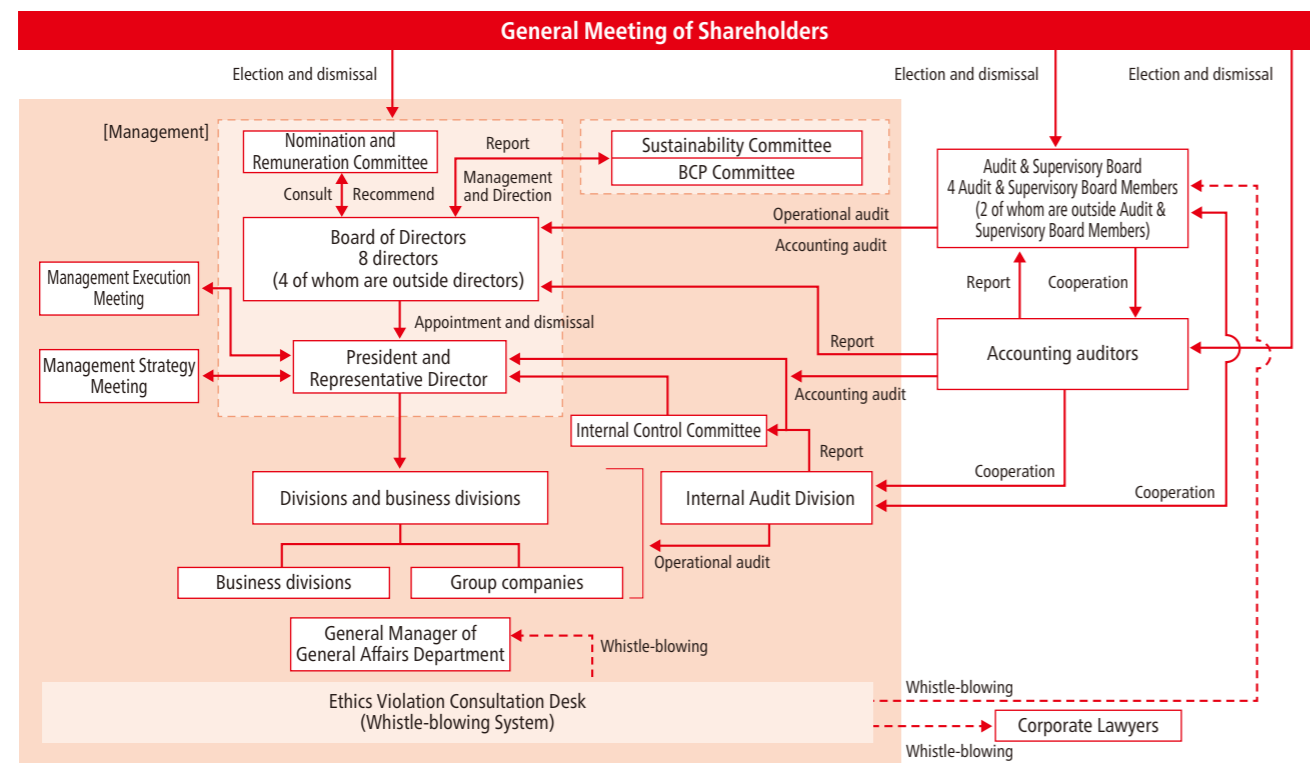 General Meeting of Shareholders
Election and dismissal
Election and dismissal
Election and dismissal
[Management]
Nomination and
Remuneration Committee
Report
Sustainability Committee
BCP Committee
Consult
Recommend
Management
and Direction
Audit & Supervisory Board
4 Audit & Supervisory Board Members
(2 of whom are outside Audit &
Supervisory Board Members)
Operational audit
Accounting audit
Board of Directors
8 directors
(4 of whom are outside directors)
Management Execution
Meeting
Report
Cooperation
Appointment and dismissal
Report
Accounting auditors
President and
Representative Director
Management Strategy
Meeting
Accounting audit
Internal Control Committee
Report
Cooperation
Cooperation
Divisions and business divisions
Internal Audit Division
Operational audit
Business divisions
Group companies
General Manager of
General Affairs Department
Whistle-blowing
Ethics Violation Consultation Desk
(Whistle-blowing System)
Whistle-blowing
Corporate Lawyers
Whistle-blowing